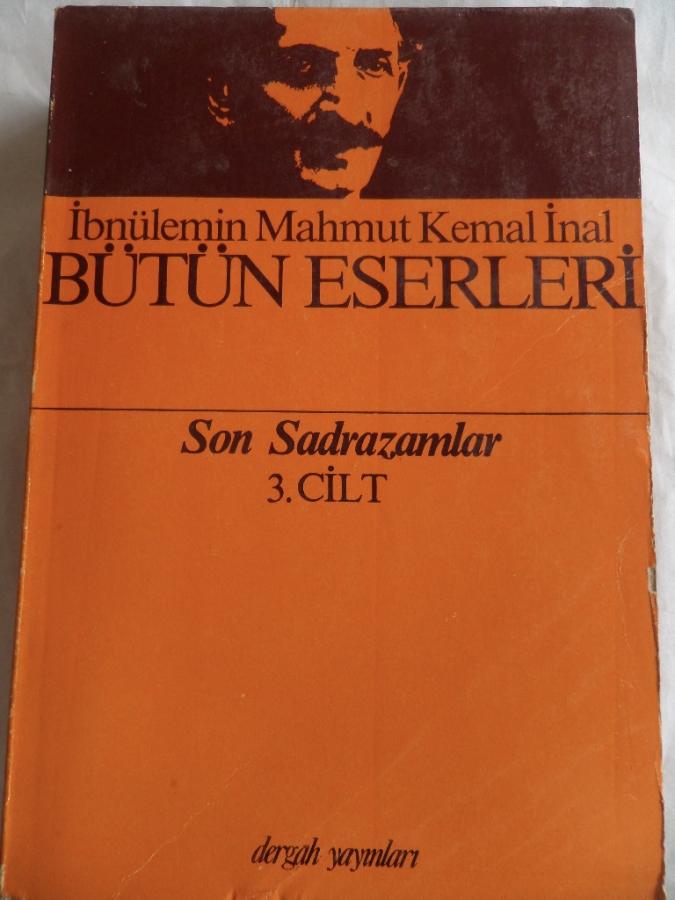 İbnülemin Mahmut Kemal İnal
BÜTÜN ESERLERİ
Son Sadrazamlar
3. CİLT
dergah yayınları